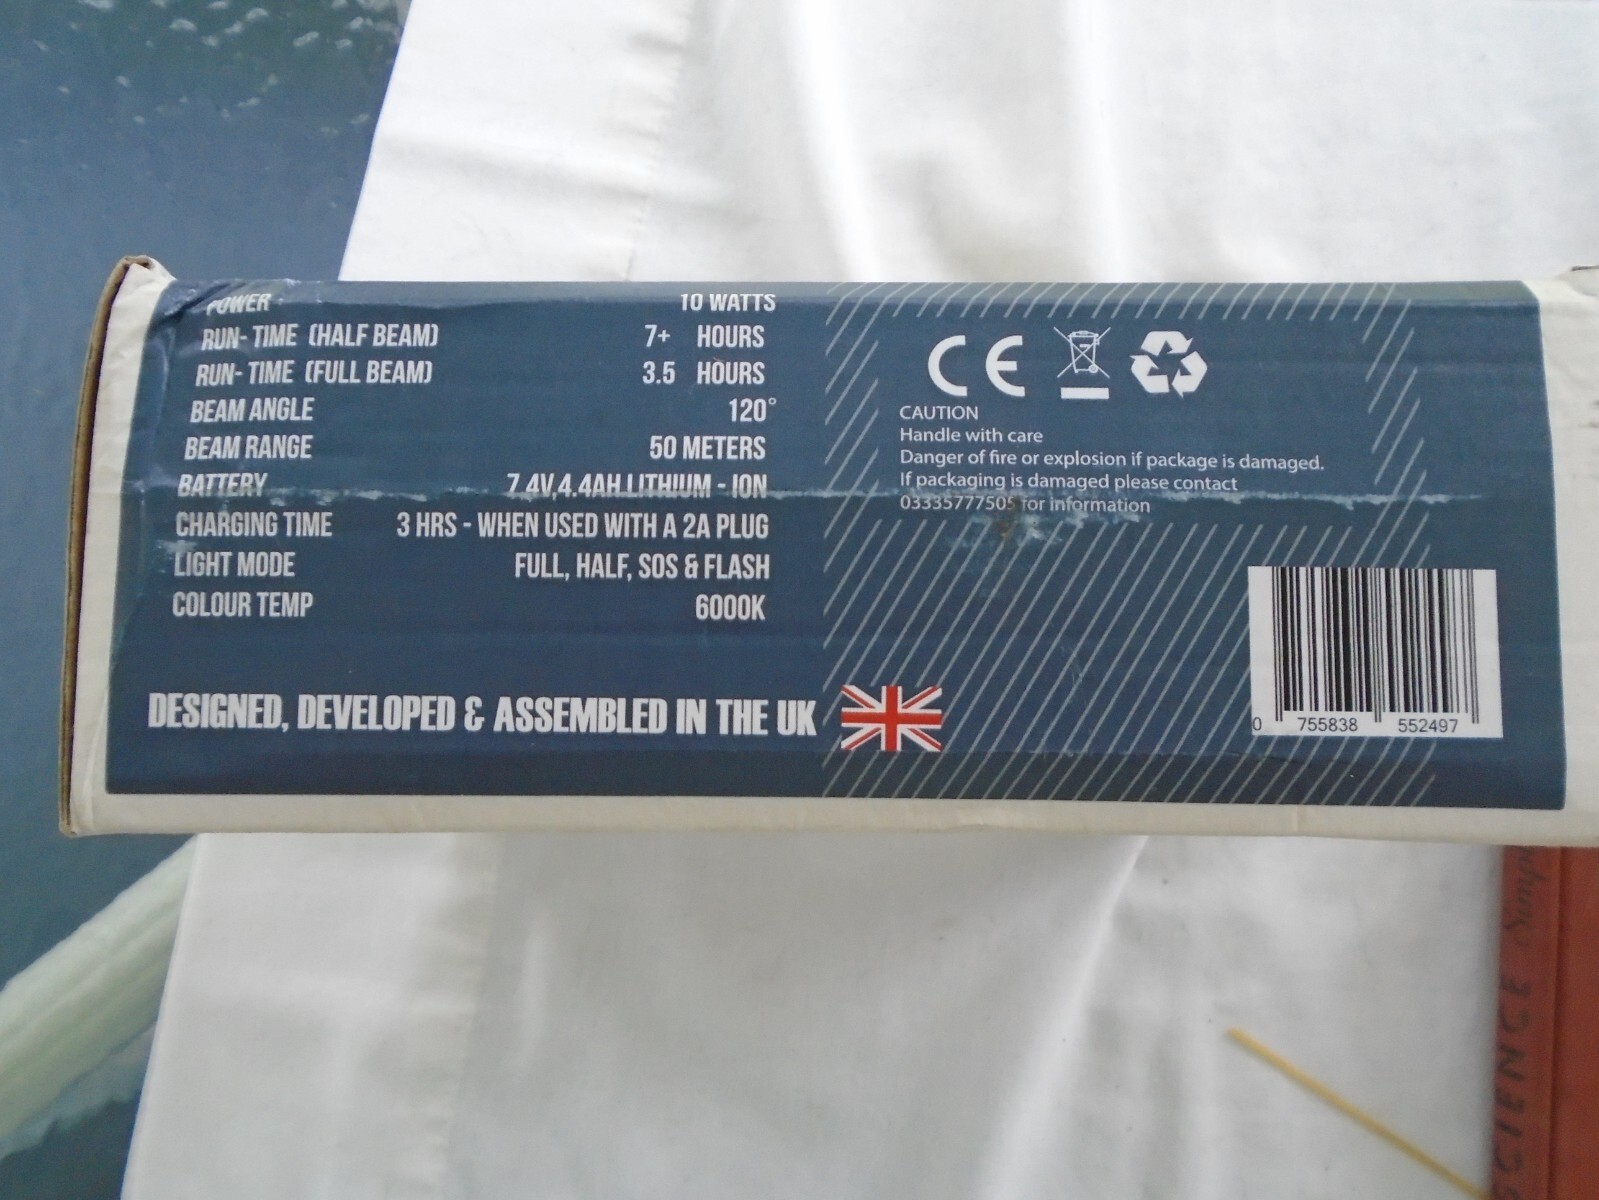 POWER 10 WATTS
RUN- TIME (HALF BEAM) 7+ HOURS
RUN- TIME (FULL BEAM) 3.5 HOURS
BEAM ANGLE 120°
BEAM RANGE 50 METERS
BATTERY 7.4V,4.4AH LITHIUM - ION
CHARGING TIME 3 HRS - WHEN USED WITH A 2A PLUG
LIGHT MODE FULL, HALF, SOS & FLASH
COLOUR TEMP 6000K
DESIGNED, DEVELOPED & ASSEMBLED IN THE UK
CE
CAUTION
Handle with care
Danger of fire or explosion if package is damaged.
If packaging is damaged please contact
03335777505 for information
0 755838 552497
SCIENCE